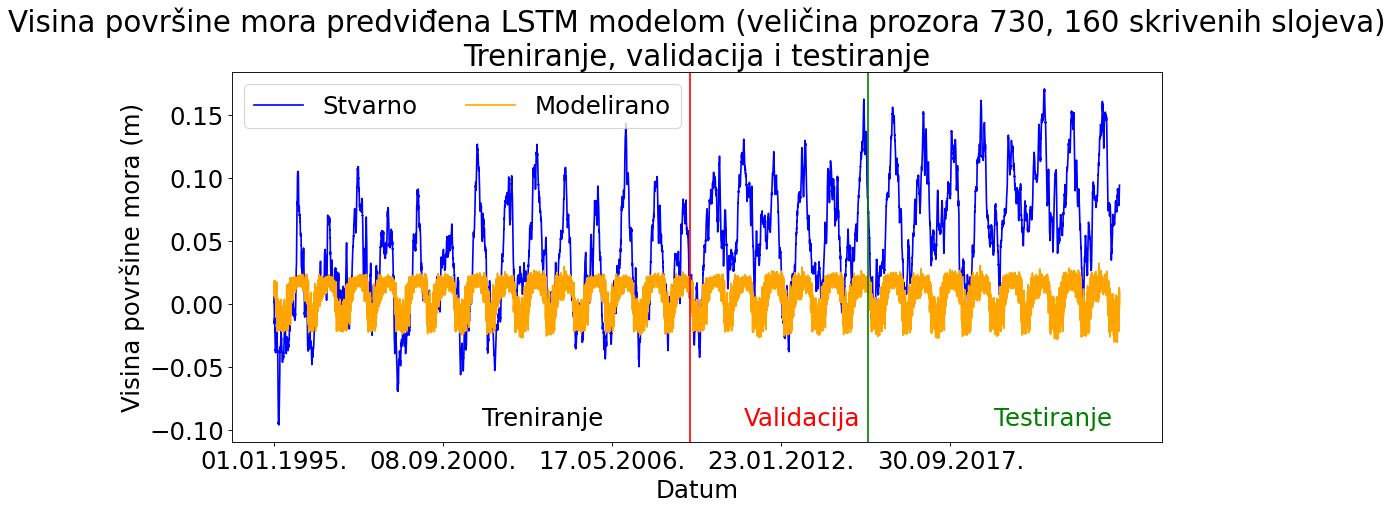 Visina površine mora predviđena LSTM modelom (veličina prozora 730, 160 skrivenih slojeva)
Treniranje, validacija i testiranje
Stvarno
Modelirano
Visina površine mora (m)
0.15
0.10
0.05
0.00
−0.05
−0.10
Treniranje
Validacija
Testiranje
01.01.1995.
08.09.2000.
17.05.2006.
23.01.2012.
30.09.2017.
Datum